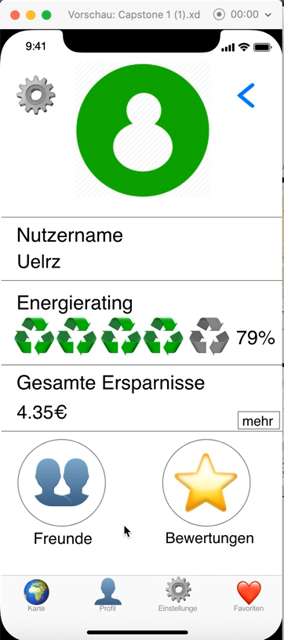 Vorschau: Capstone 1 (1).xd
00:00
9:41
Nutzername
Uelrz
Energierating
79%
Gesamte Ersparnisse
4.35€
mehr
Freunde
Bewertungen
Karte
Profil
Einstellunge
Favoriten